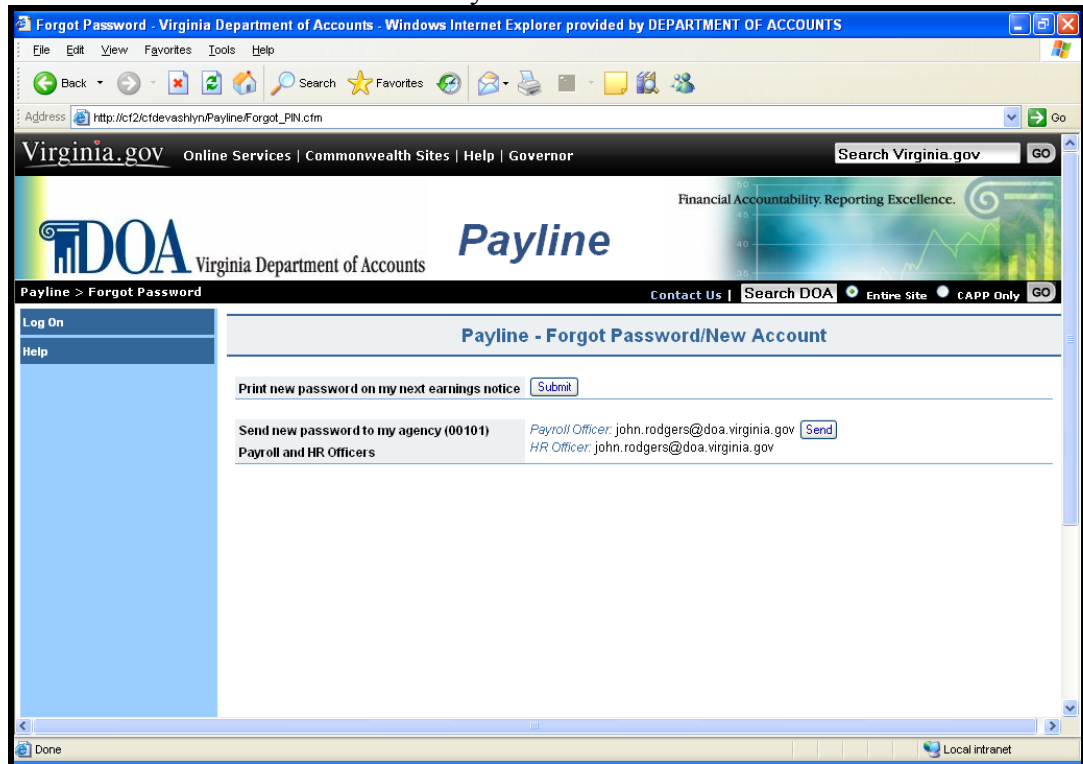 Forgot Password - Virginia Department of Accounts - Windows Internet Explorer provided by DEPARTMENT OF ACCOUNTS
File Edit View Favorites Tools Help
Back Search Favorites
Address http://cf2/cfdevashlyn/Payline/Forgot_PIN.cfm Go
Virginia.gov Online Services | Commonwealth Sites | Help | Governor Search Virginia.gov GO
Financial Accountability. Reporting Excellence.
50
45
40
35
DOA Virginia Department of Accounts Payline
Payline > Forgot Password Contact Us | Search DOA Entire Site CAPP Only GO
Log On
Help
Payline - Forgot Password/New Account
Print new password on my next earnings notice Submit
Send new password to my agency (00101) Payroll Officer: john.rodgers@doa.virginia.gov Send
Payroll and HR Officers HR Officer: john.rodgers@doa.virginia.gov
Done Local intranet